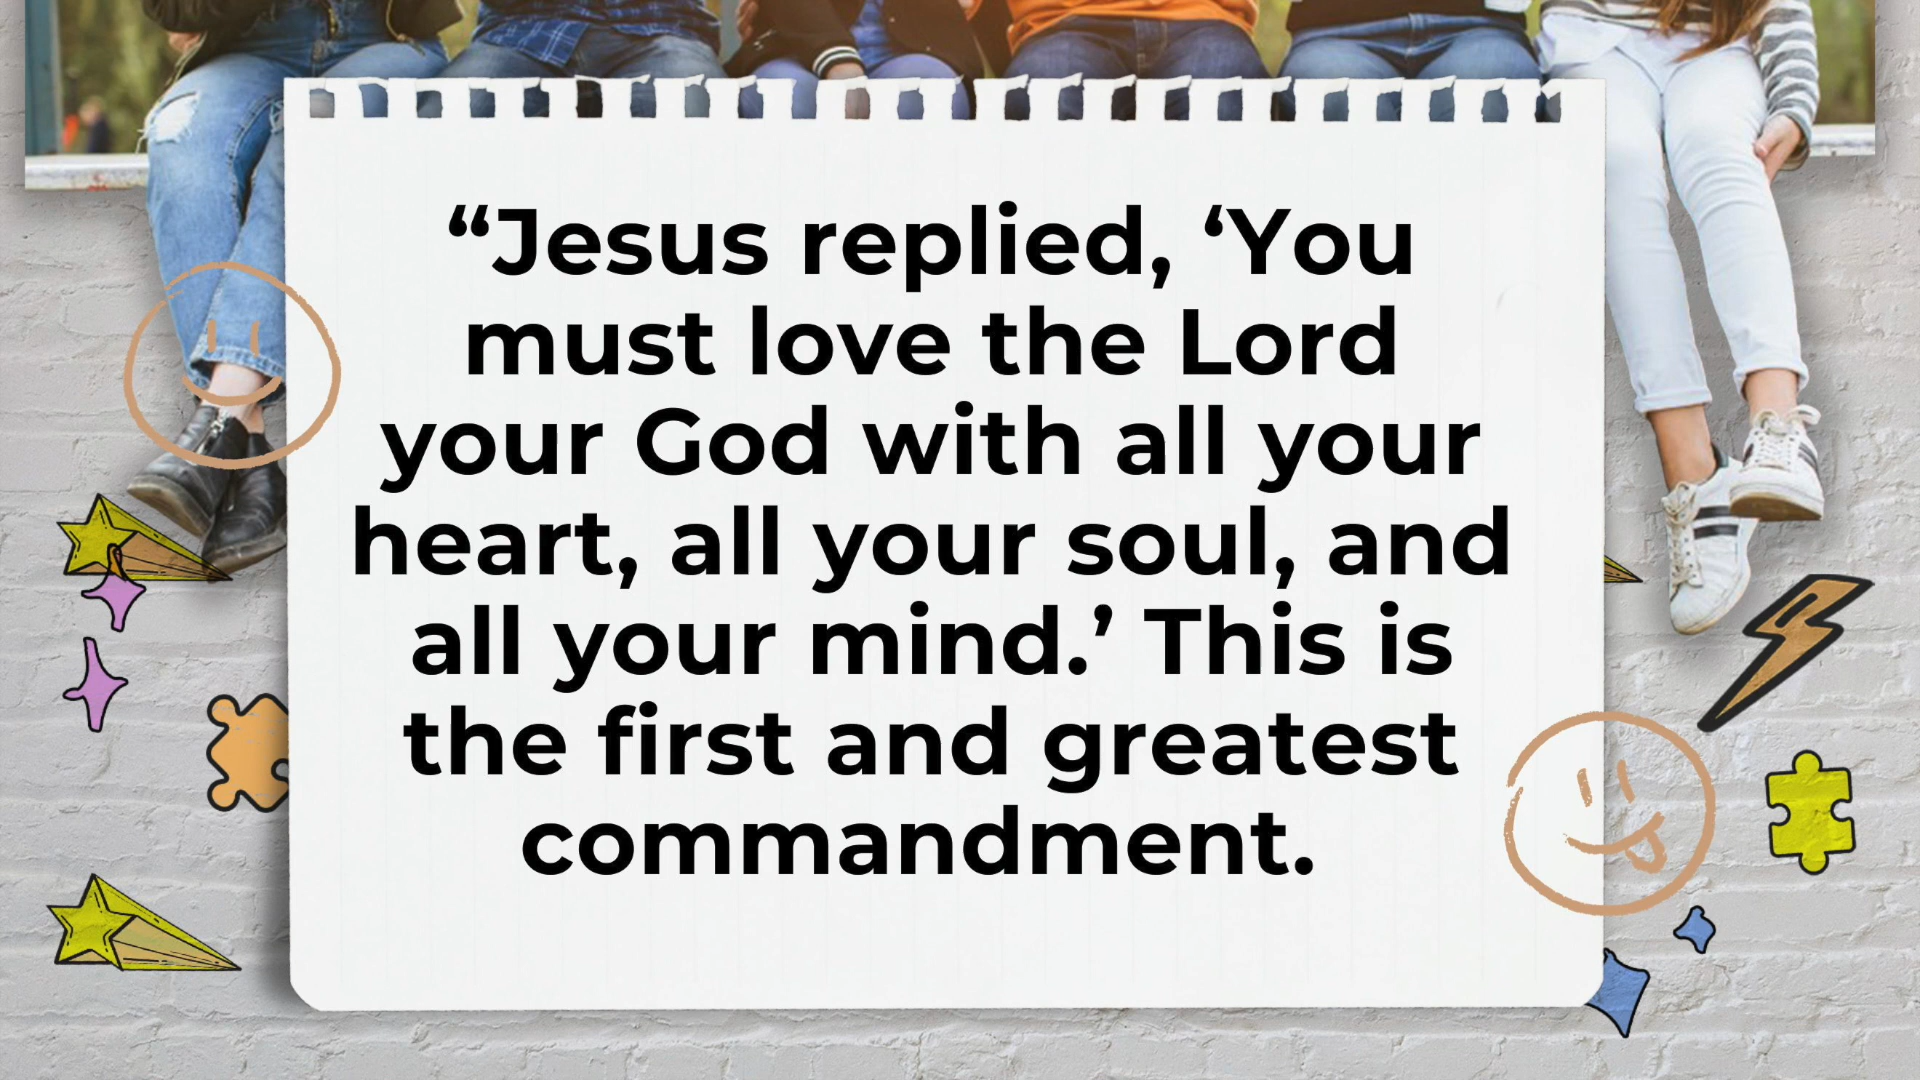 “Jesus replied, ‘You
must love the Lord
your God with all your
heart, all your soul, and
all your mind.’ This is
the first and greatest
commandment.